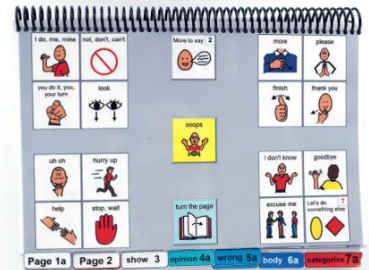 I do, me, mine
not, don't, can't
More to say 2
more
please
you do it, you,
your turn
look
finish
thank you
ooops
uh oh
hurry up
I don't know
goodbye
help
stop, wait
turn the page
excuse me
Let's do
something else
?
Page 1a
Page 2
show 3
opinion 4a
wrong 5a
body 6a
categories 7a